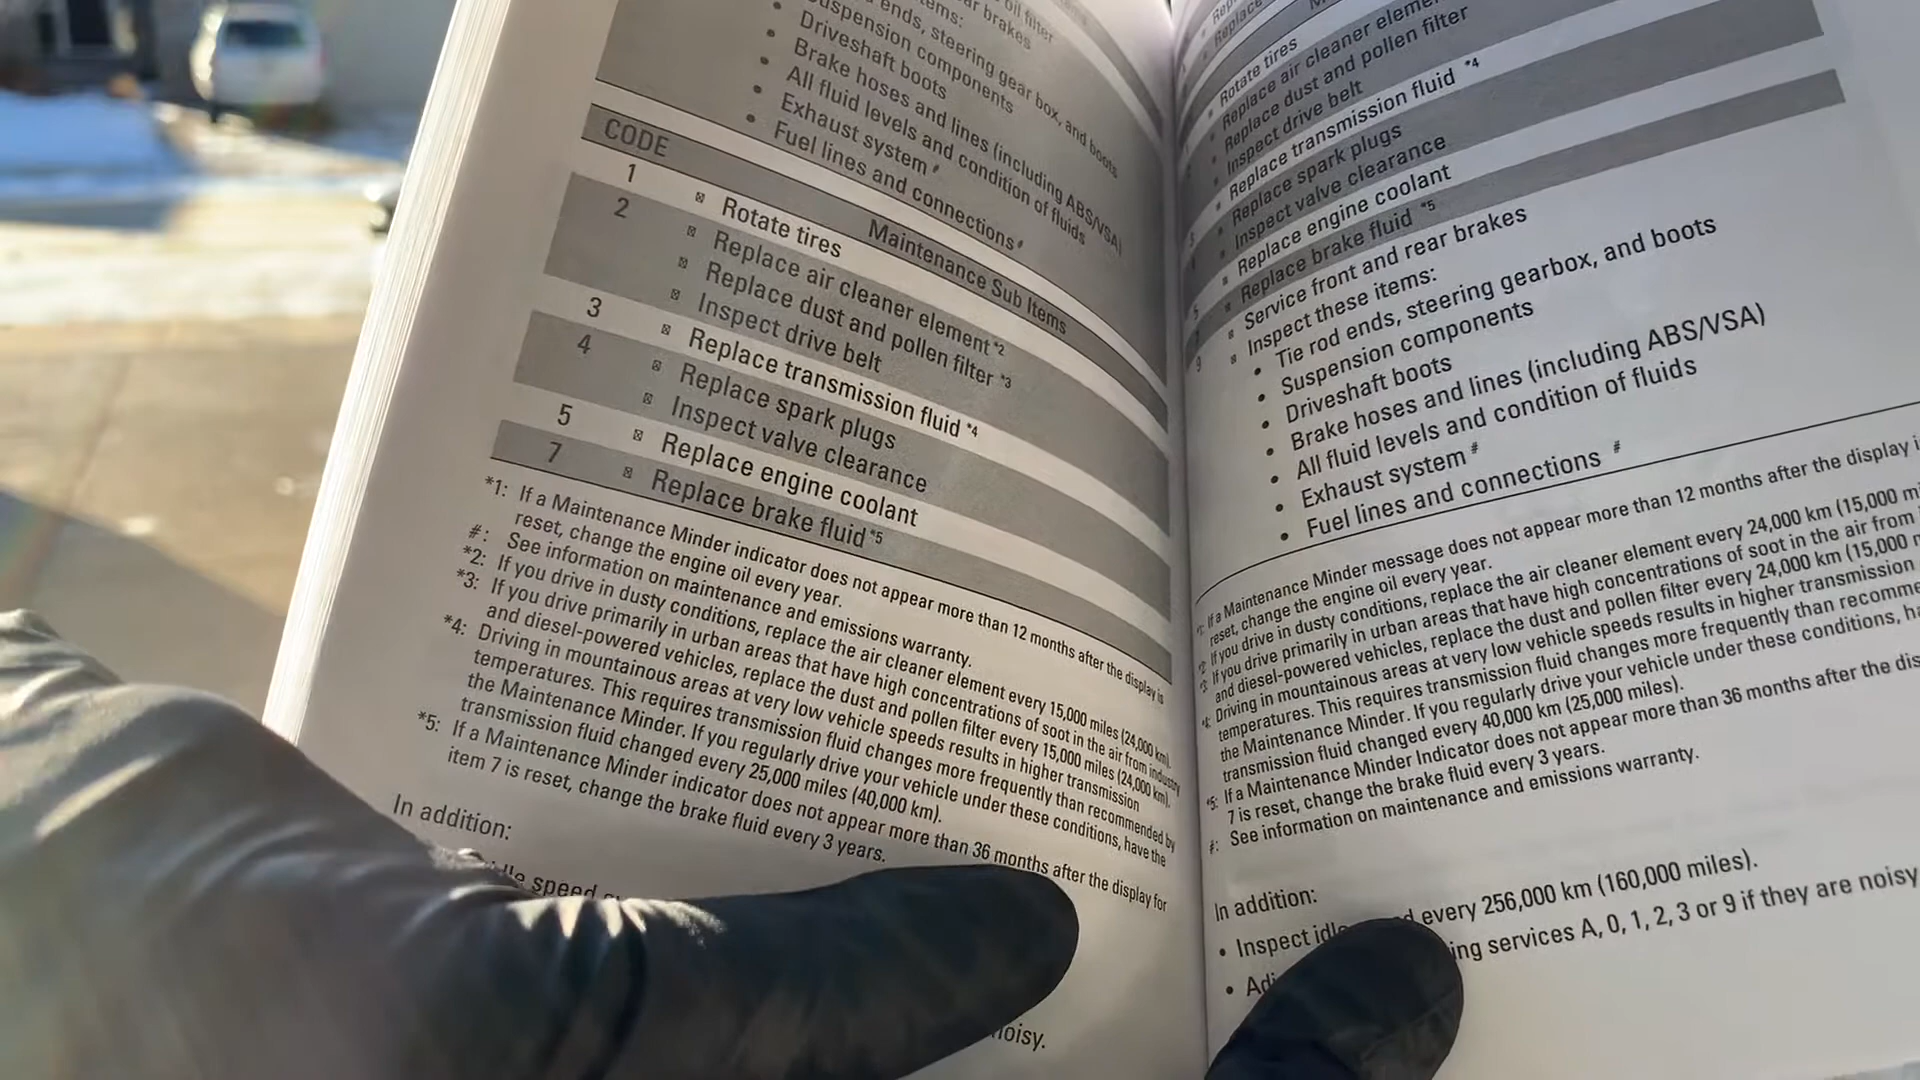 oil filter
items:
rear brakes
ends, steering gear box, and boots
suspension components
Driveshaft boots
Brake hoses and lines (including ABS/VSA)
All fluid levels and condition of fluids
Exhaust system #
Fuel lines and connections #
CODE
Maintenance Sub Items
1 Rotate tires
2 Replace air cleaner element *2
Replace dust and pollen filter *3
Inspect drive belt
3 Replace transmission fluid *4
4 Replace spark plugs
Inspect valve clearance
5 Replace engine coolant
7 Replace brake fluid *5
*1: If a Maintenance Minder indicator does not appear more than 12 months after the display is
reset, change the engine oil every year.
#: See information on maintenance and emissions warranty.
*2: If you drive in dusty conditions, replace the air cleaner element every 15,000 miles (24,000 km).
*3: If you drive primarily in urban areas that have high concentrations of soot in the air from industry
and diesel-powered vehicles, replace the dust and pollen filter every 15,000 miles (24,000 km).
*4: Driving in mountainous areas at very low vehicle speeds results in higher transmission
temperatures. This requires transmission fluid changes more frequently than recommended by
the Maintenance Minder. If you regularly drive your vehicle under these conditions, have the
transmission fluid changed every 25,000 miles (40,000 km).
*5: If a Maintenance Minder indicator does not appear more than 36 months after the display for
item 7 is reset, change the brake fluid every 3 years.
In addition:
idle speed
noisy.
Replace
Rotate tires
Replace air cleaner
Replace dust and pollen filter
Inspect drive belt
Replace transmission fluid *4
Replace spark plugs
Inspect valve clearance
Replace engine coolant
Replace brake fluid *5
9 Service front and rear brakes
Inspect these items:
• Tie rod ends, steering gearbox, and boots
• Suspension components
• Driveshaft boots
• Brake hoses and lines (including ABS/VSA)
• All fluid levels and condition of fluids
• Exhaust system #
• Fuel lines and connections #
*1: If a Maintenance Minder message does not appear more than 12 months after the display
reset, change the engine oil every year.
*2: If you drive in dusty conditions, replace the air cleaner element every 24,000 km (15,000
*3: If you drive primarily in urban areas that have high concentrations of soot in the air from
and diesel-powered vehicles, replace the dust and pollen filter every 24,000 km (15,000
*4: Driving in mountainous areas at very low vehicle speeds results in higher transmission
temperatures. This requires transmission fluid changes more frequently than
the Maintenance Minder. If you regularly drive your vehicle under these conditions,
transmission fluid changed every 40,000 km (25,000 miles).
*5: If a Maintenance Minder Indicator does not appear more than 36 months after the
7 is reset, change the brake fluid every 3 years.
#: See information on maintenance and emissions warranty.
In addition:
• Inspect every 256,000 km (160,000 miles).
• services A, 0, 1, 2, 3 or 9 if they are noisy